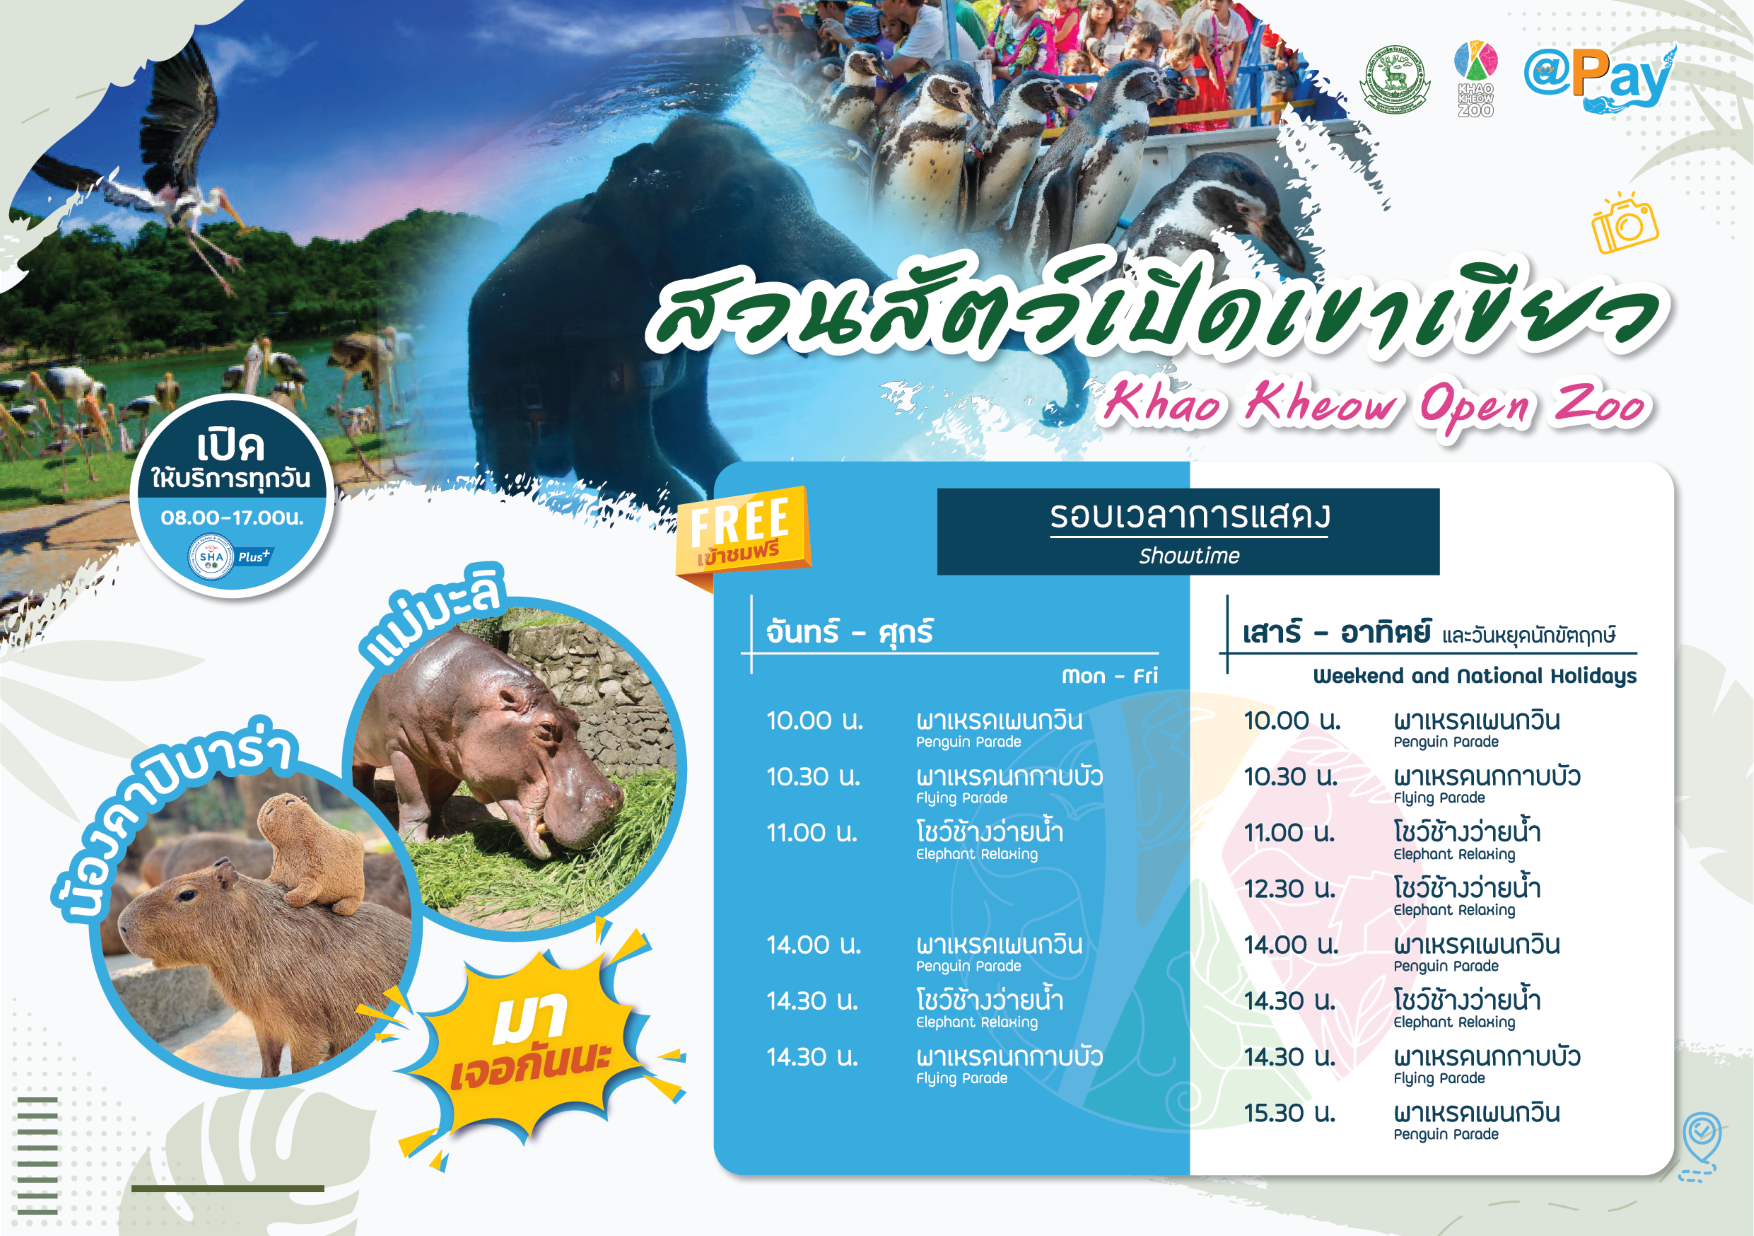 KHAO
KHEOW
ZOO
@Pay
สวนสัตว์เปิดเขาเขียว
Khao Kheow Open Zoo
เปิด
ให้บริการทุกวัน
08.00-17.00น.
SHA Plus+
แม่มะลิ
น้องคาปิบาร่า
มา
เจอกันนะ
FREE
เข้าชมฟรี
รอบเวลาการแสดง
Showtime
จันทร์ - ศุกร์
Mon - Fri
10.00 น. พาเหรดเพนกวิน
Penguin Parade
10.30 น. พาเหรดนกกาบบัว
Flying Parade
11.00 น. โชว์ช้างว่ายน้ำ
Elephant Relaxing
14.00 น. พาเหรดเพนกวิน
Penguin Parade
14.30 น. โชว์ช้างว่ายน้ำ
Elephant Relaxing
14.30 น. พาเหรดนกกาบบัว
Flying Parade
เสาร์ - อาทิตย์ และวันหยุดนักขัตฤกษ์
Weekend and National Holidays
10.00 น. พาเหรดเพนกวิน
Penguin Parade
10.30 น. พาเหรดนกกาบบัว
Flying Parade
11.00 น. โชว์ช้างว่ายน้ำ
Elephant Relaxing
12.30 น. โชว์ช้างว่ายน้ำ
Elephant Relaxing
14.00 น. พาเหรดเพนกวิน
Penguin Parade
14.30 น. โชว์ช้างว่ายน้ำ
Elephant Relaxing
14.30 น. พาเหรดนกกาบบัว
Flying Parade
15.30 น. พาเหรดเพนกวิน
Penguin Parade